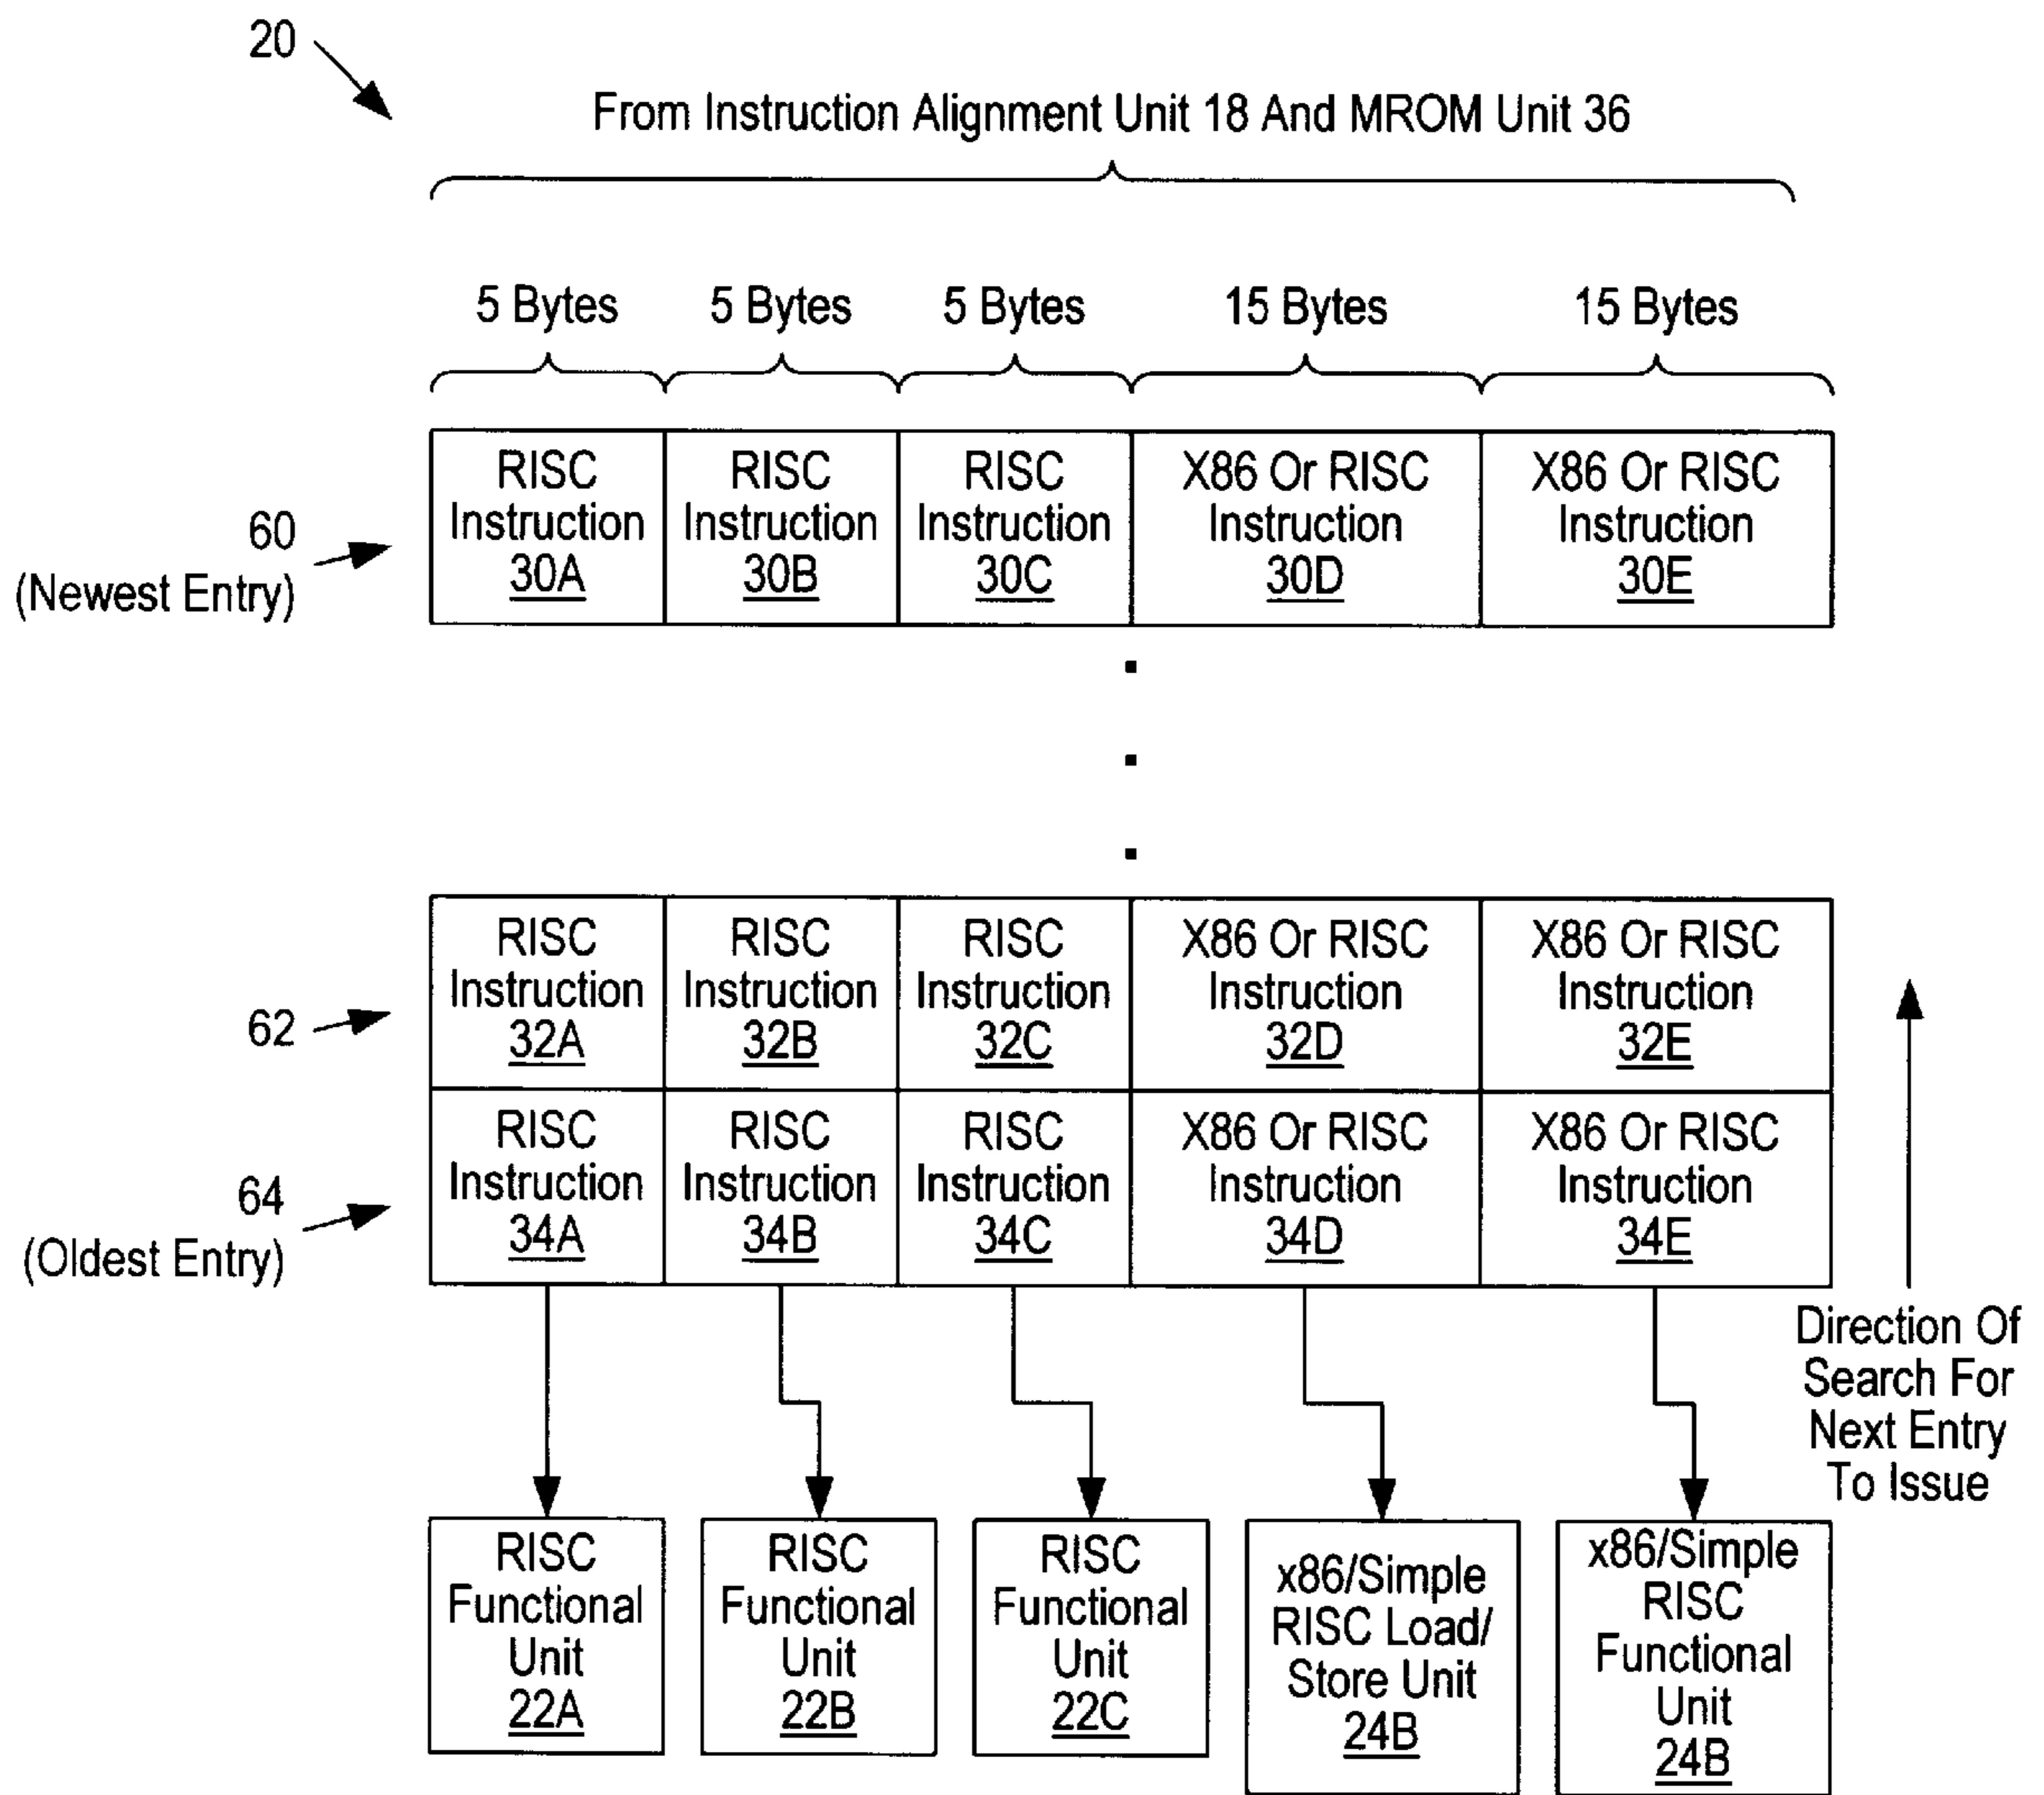 20
From Instruction Alignment Unit 18 And MROM Unit 36
5 Bytes 5 Bytes 5 Bytes 15 Bytes 15 Bytes
60
(Newest Entry)
RISC
Instruction
30A
RISC
Instruction
30B
RISC
Instruction
30C
X86 Or RISC
Instruction
30D
X86 Or RISC
Instruction
30E
62
RISC
Instruction
32A
RISC
Instruction
32B
RISC
Instruction
32C
X86 Or RISC
Instruction
32D
X86 Or RISC
Instruction
32E
64
(Oldest Entry)
RISC
Instruction
34A
RISC
Instruction
34B
RISC
Instruction
34C
X86 Or RISC
Instruction
34D
X86 Or RISC
Instruction
34E
Direction Of
Search For
Next Entry
To Issue
RISC
Functional
Unit
22A
RISC
Functional
Unit
22B
RISC
Functional
Unit
22C
x86/Simple
RISC Load/
Store Unit
24B
x86/Simple
RISC
Functional
Unit
24B